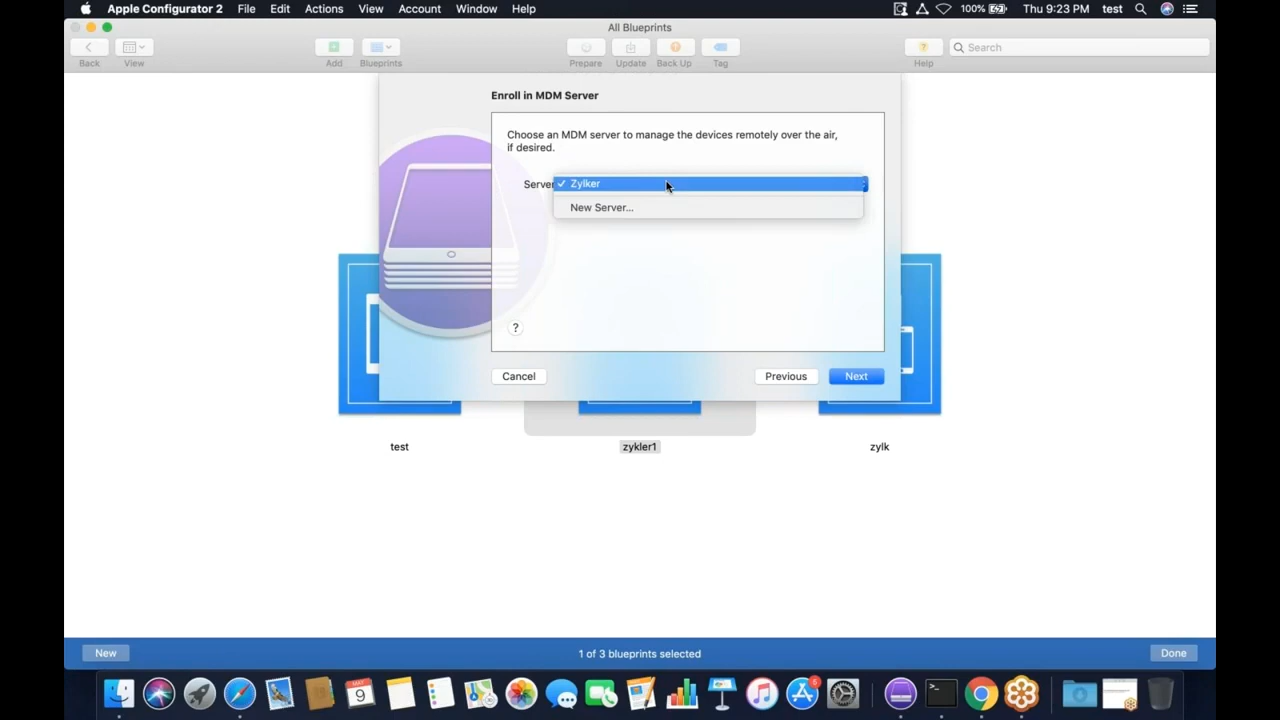 Apple Configurator 2 File Edit Actions View Account Window Help 100% Thu 9:23 PM test
All Blueprints
Back View Add Blueprints Prepare Update Back Up Tag Help Search
Enroll in MDM Server
Choose an MDM server to manage the devices remotely over the air,
if desired.
Server ✓ Zylker
New Server...
?
Cancel Previous Next
test zykler1 zylk
New 1 of 3 blueprints selected Done
9
6